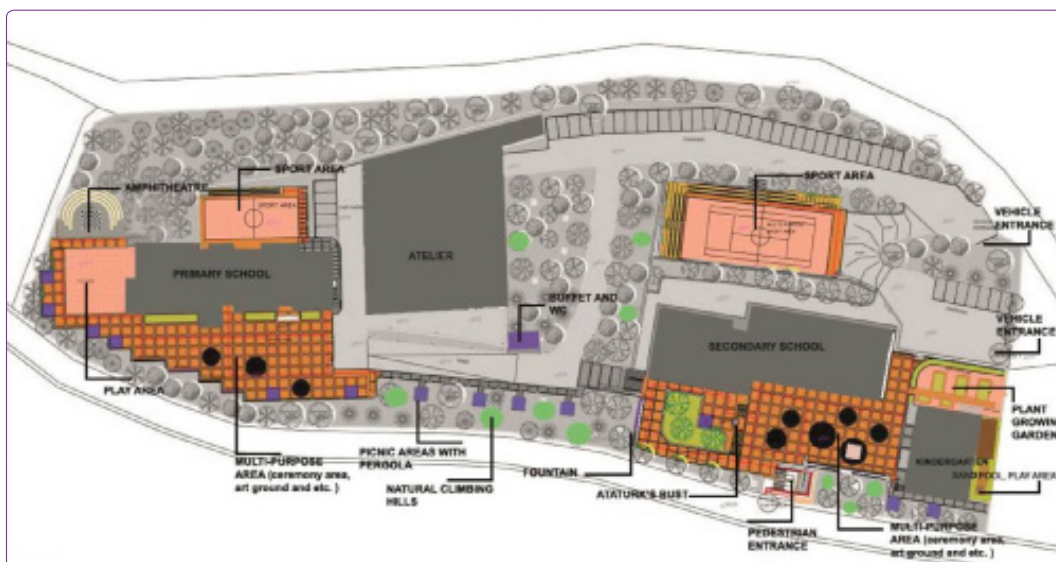 SPORT AREA
AMPHITHEATRE
SPORT AREA
PRIMARY SCHOOL
ATELIER
SPORT AREA
VEHICLE
ENTRANCE
BUFFET AND
WC
SECONDARY SCHOOL
VEHICLE
ENTRANCE
PLAY AREA
MULTI-PURPOSE
AREA (ceremony area,
art ground and etc. )
PICNIC AREAS WITH
PERGOLA
NATURAL CLIMBING
HILLS
FOUNTAIN
ATATURK'S BUST
PEDESTRIAN
ENTRANCE
PLANT
GROWING
GARDEN
KINDERGARTEN
SAND POOL, PLAY AREA
MULTI-PURPOSE
AREA (ceremony area,
art ground and etc. )